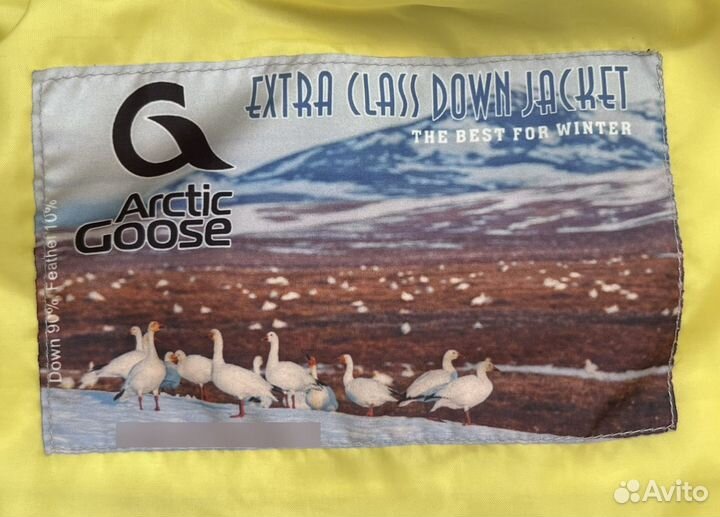 EXTRA CLASS DOWN JACKET
THE BEST FOR WINTER
Arctic
Goose
Down 90% Feather 10%
Avito